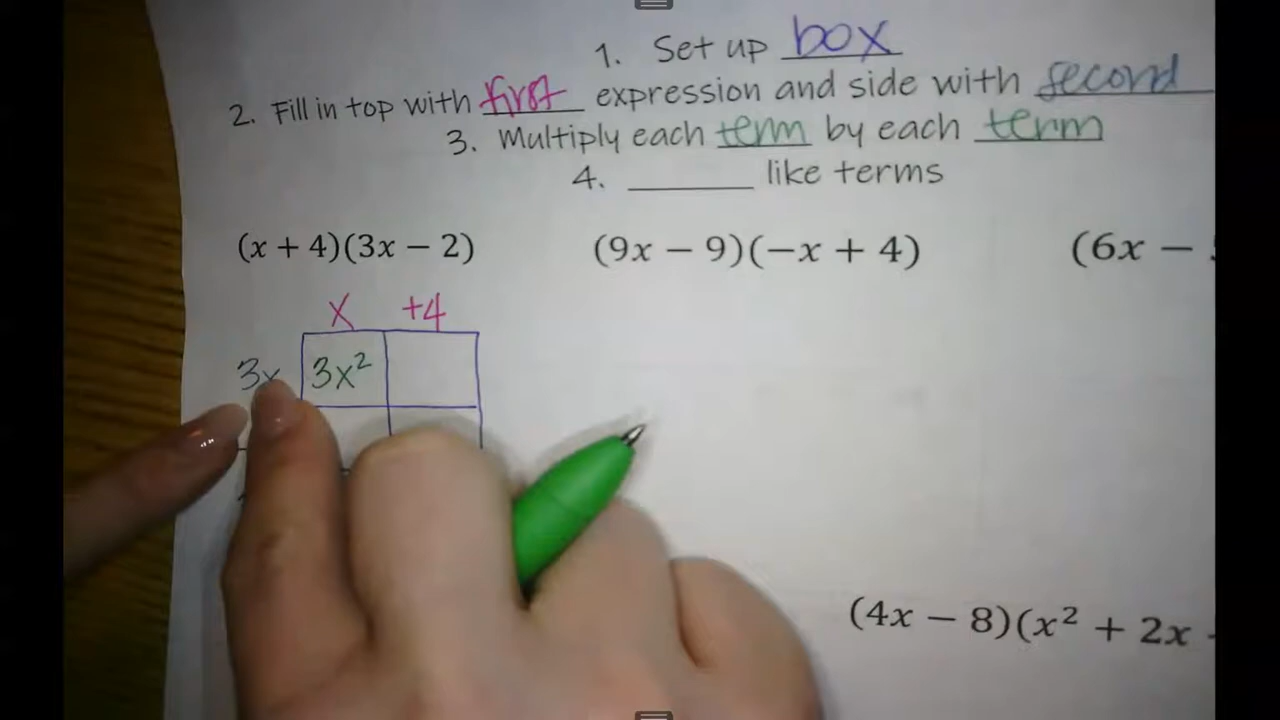 1. Set up box
2. Fill in top with first expression and side with second
3. Multiply each term by each term
4. ______ like terms
(x + 4)(3x − 2)
(9x − 9)(−x + 4)
(6x −
x +4
3x 3x²
(4x − 8)(x² + 2x